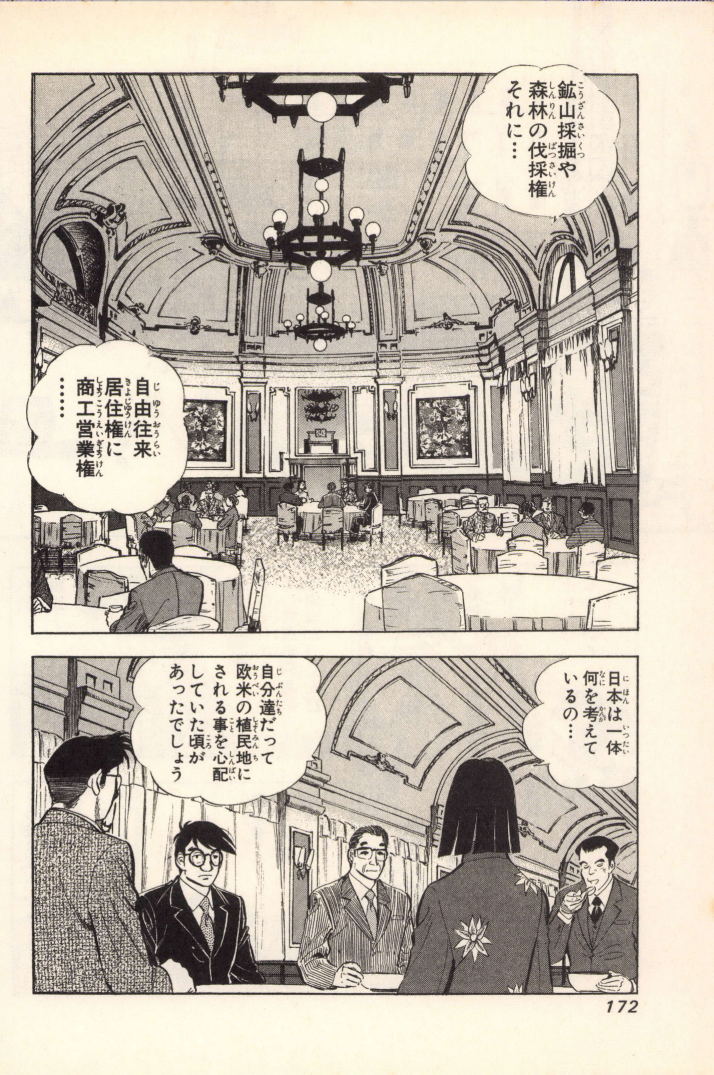 鉱山採掘や
森林の伐採権
それに…
自由往来
居住権に
商工営業権
……
日本は一体
何を考えて
いるの…
自分達だって
欧米の植民地に
される事を心配
していた頃が
あったでしょう
172